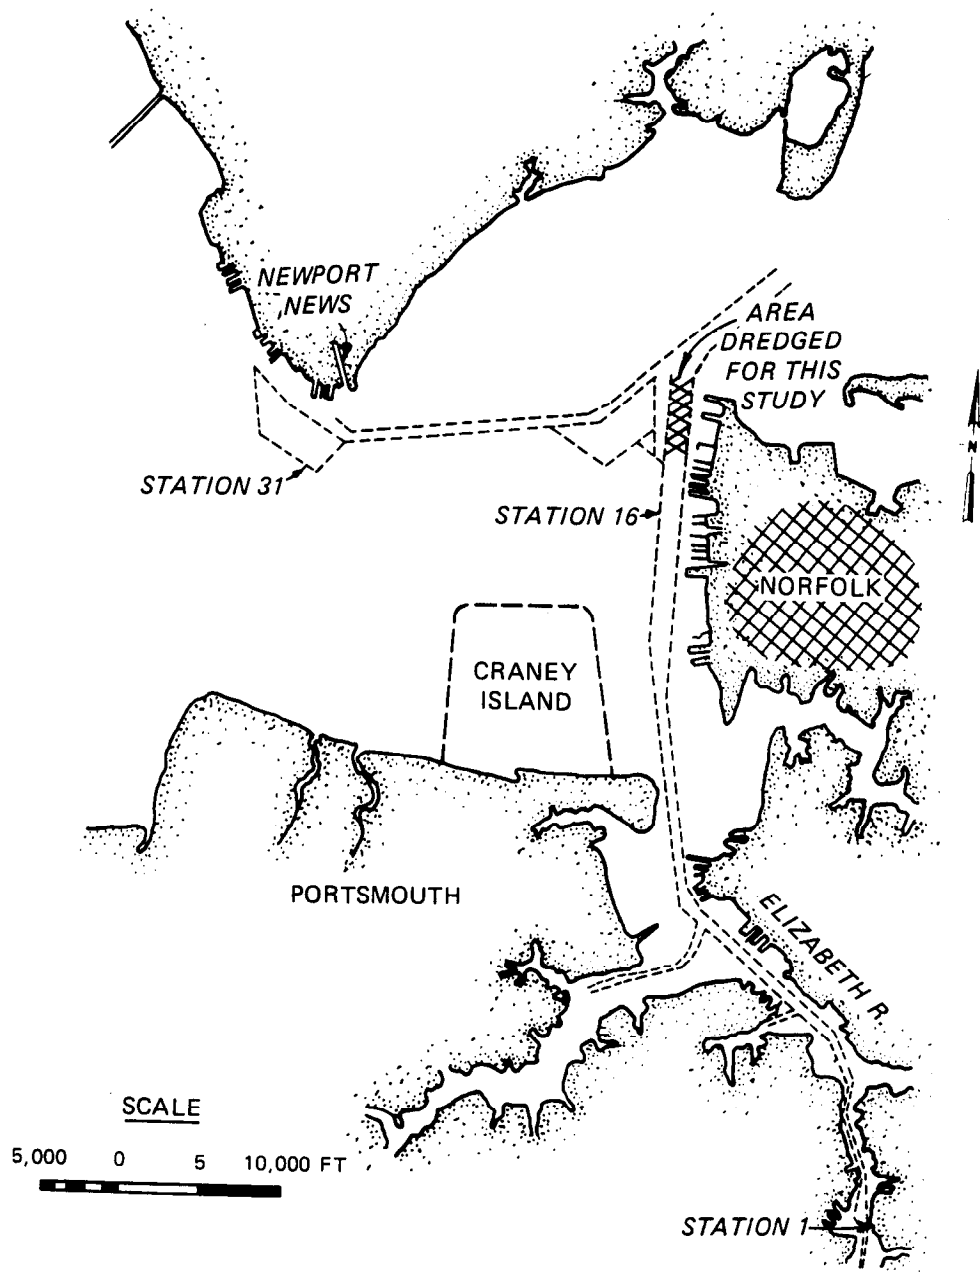 NEWPORT
NEWS
AREA
DREDGED
FOR THIS
STUDY
N
STATION 31
STATION 16
NORFOLK
CRANEY
ISLAND
PORTSMOUTH
ELIZABETH R.
SCALE
5,000 0 5 10,000 FT
STATION 1